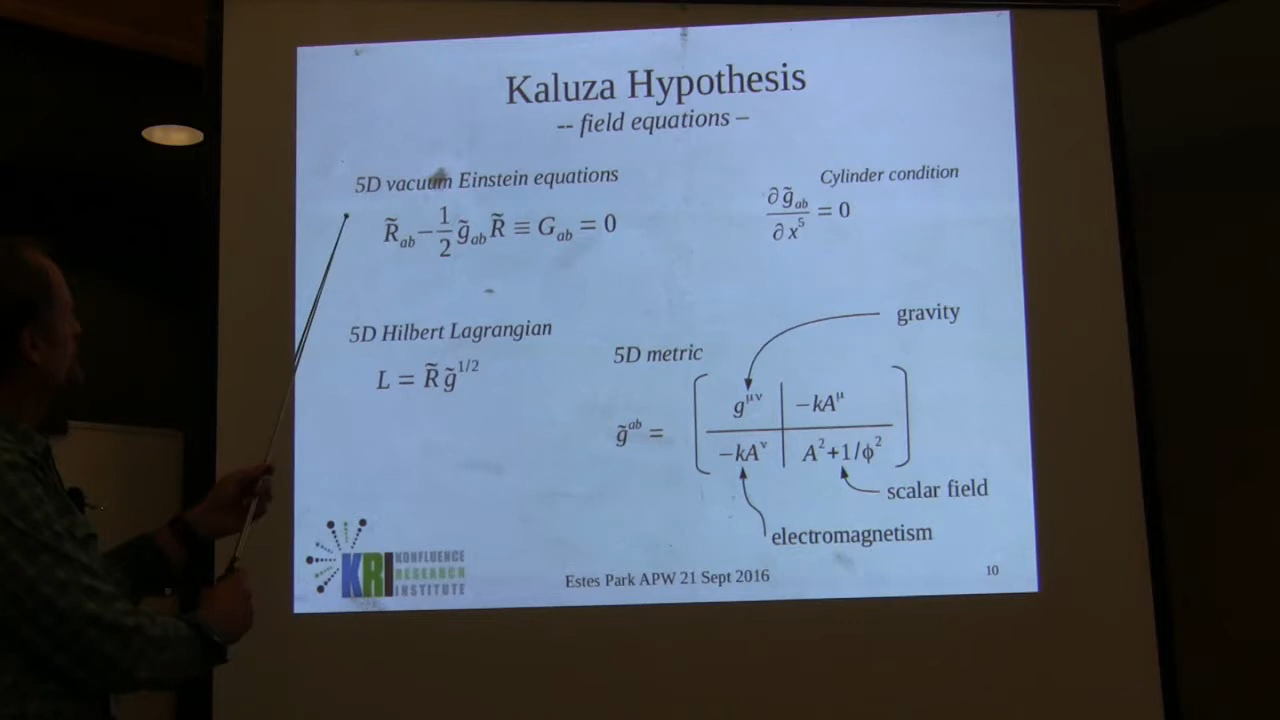 Kaluza Hypothesis
-- field equations –
5D vacuum Einstein equations
R̃ab − 1/2 g̃ab R̃ ≡ Gab = 0
Cylinder condition
∂g̃ab/∂x⁵ = 0
5D Hilbert Lagrangian
L = R̃ g̃^1/2
5D metric
gravity
g̃^ab =
g^μν | −kA^μ
−kA^ν | A²+1/ϕ²
scalar field
electromagnetism
KRI KONFLUENCE
RESEARCH
INSTITUTE
Estes Park APW 21 Sept 2016
10